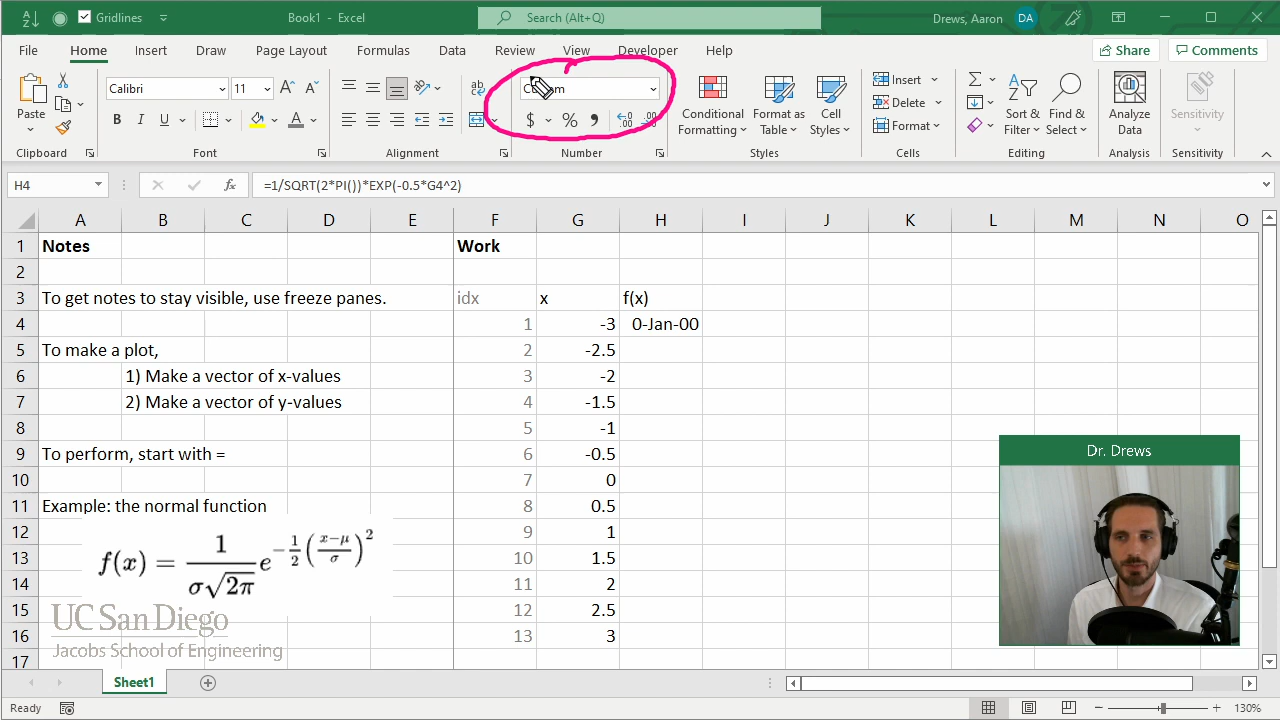 Gridlines
Book1 - Excel
Search (Alt+Q)
Drews, Aaron
DA
File Home Insert Draw Page Layout Formulas Data Review View Developer Help
Share
Comments
Paste
Calibri
11
B I U
A
ab
$ % ,
Conditional Formatting
Format as Table
Cell Styles
Insert
Delete
Format
Sort & Filter
Find & Select
Analyze Data
Sensitivity
Clipboard Font Alignment Number Styles Cells Editing Analysis Sensitivity
H4
fx
=1/SQRT(2*PI())*EXP(-0.5*G4^2)
A B C D E F G H I J K L M N O
1 Notes Work
2
3 To get notes to stay visible, use freeze panes. idx x f(x)
4 1 -3 0-Jan-00
5 To make a plot, 2 -2.5
6 1) Make a vector of x-values 3 -2
7 2) Make a vector of y-values 4 -1.5
8 5 -1
9 To perform, start with = 6 -0.5
10 7 0
11 Example: the normal function 8 0.5
12 9 1
13 10 1.5
14 11 2
15 12 2.5
16 13 3
17
f(x) = 1/(σ√2π) e^(-1/2((x-μ)/σ)^2)
UC San Diego
Jacobs School of Engineering
Dr. Drews
Sheet1
Ready
130%